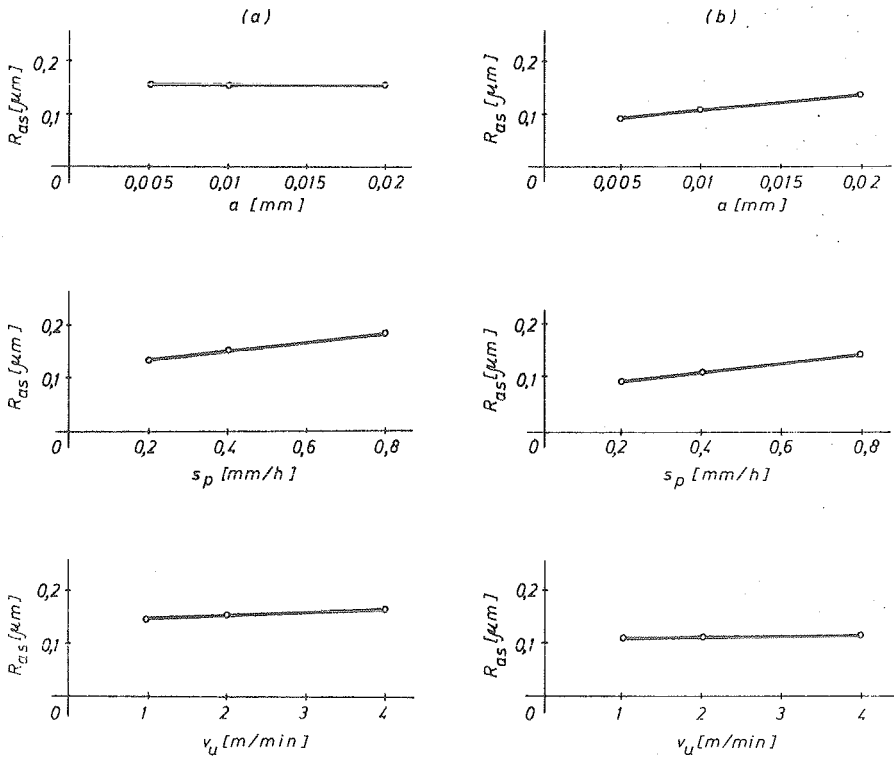 (a)
R_as [μm]
0,2
0,1
0
0,005 0,01 0,015 0,02
a [mm]
(b)
R_as [μm]
0,2
0,1
0
0,005 0,01 0,015 0,02
a [mm]
R_as [μm]
0,2
0,1
0
0,2 0,4 0,6 0,8
s_p [mm/h]
R_as [μm]
0,2
0,1
0
0,2 0,4 0,6 0,8
s_p [mm/h]
R_as [μm]
0,2
0,1
0
1 2 3 4
v_u [m/min]
R_as [μm]
0,2
0,1
0
1 2 3 4
v_u [m/min]